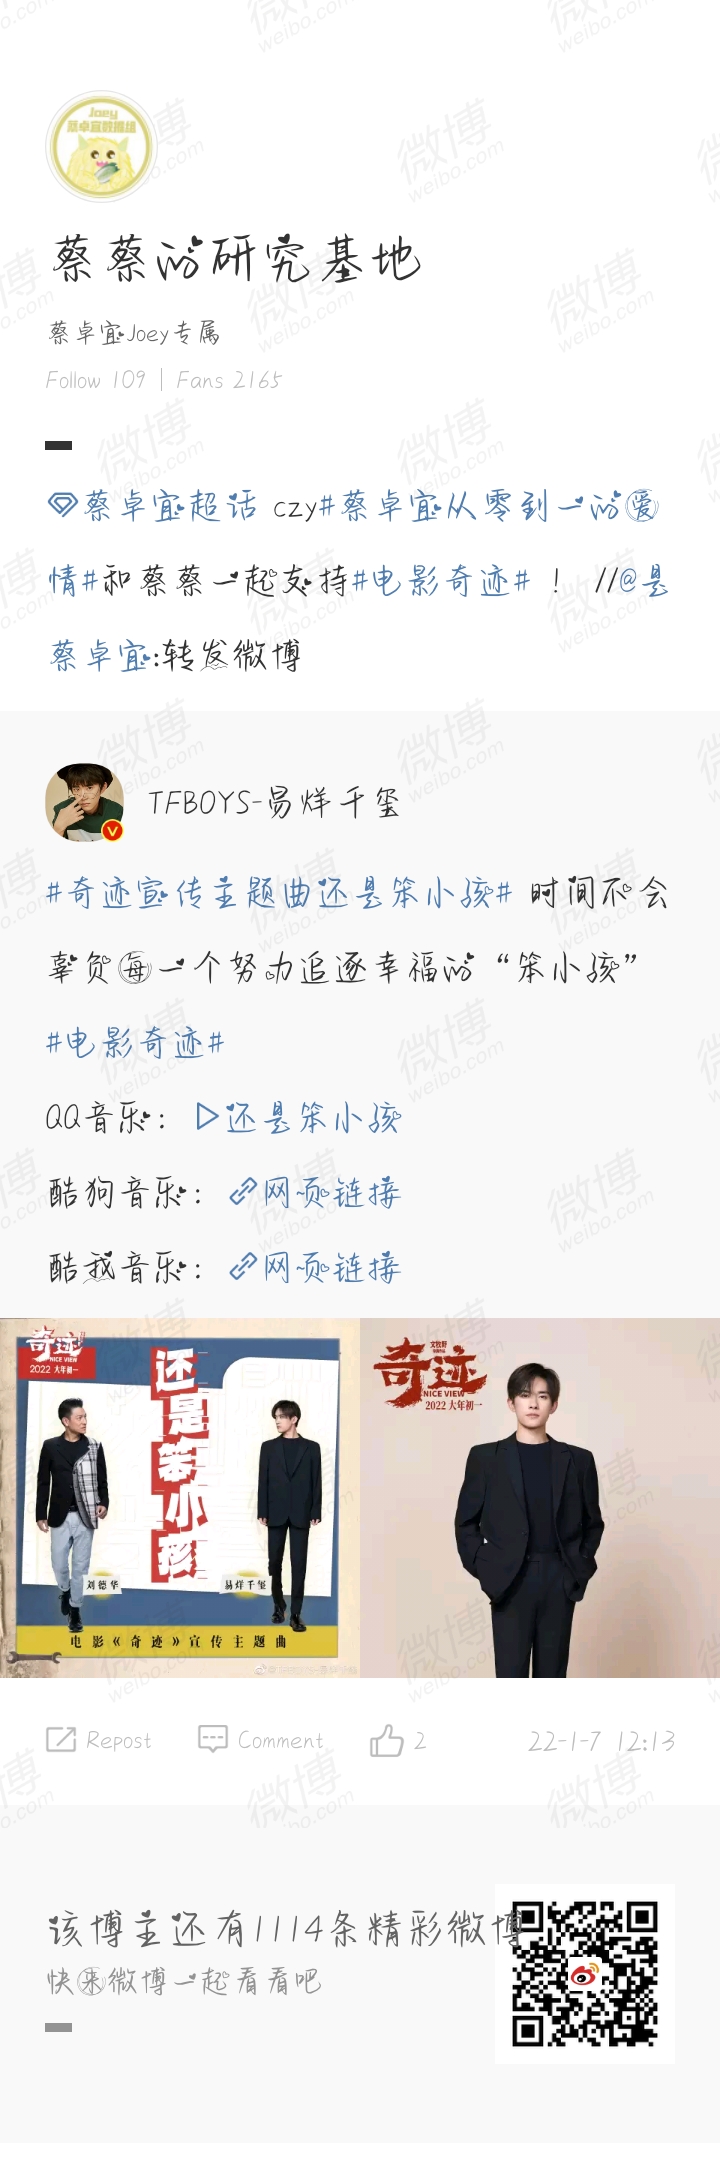 Joey
蔡卓宜数据组
蔡蔡的研究基地
蔡卓宜Joey专属
Follow 109 | Fans 2165
蔡卓宜超话 czy#蔡卓宜从零到一的爱
情#和蔡蔡一起支持#电影奇迹# ！ //@是
蔡卓宜:转发微博
TFBOYS-易烊千玺
#奇迹宣传主题曲还是笨小孩# 时间不会
辜负每一个努力追逐幸福的“笨小孩”
#电影奇迹#
QQ音乐：还是笨小孩
酷狗音乐：网页链接
酷我音乐：网页链接
奇迹
NICE VIEW
2022 大年初一
还是笨小孩
刘德华
易烊千玺
电影《奇迹》宣传主题曲
文牧野
奇迹
NICE VIEW
2022 大年初一
Repost
Comment
2
22-1-7 12:13
该博主还有1114条精彩微博
快来微博一起看看吧
微博
weibo.com